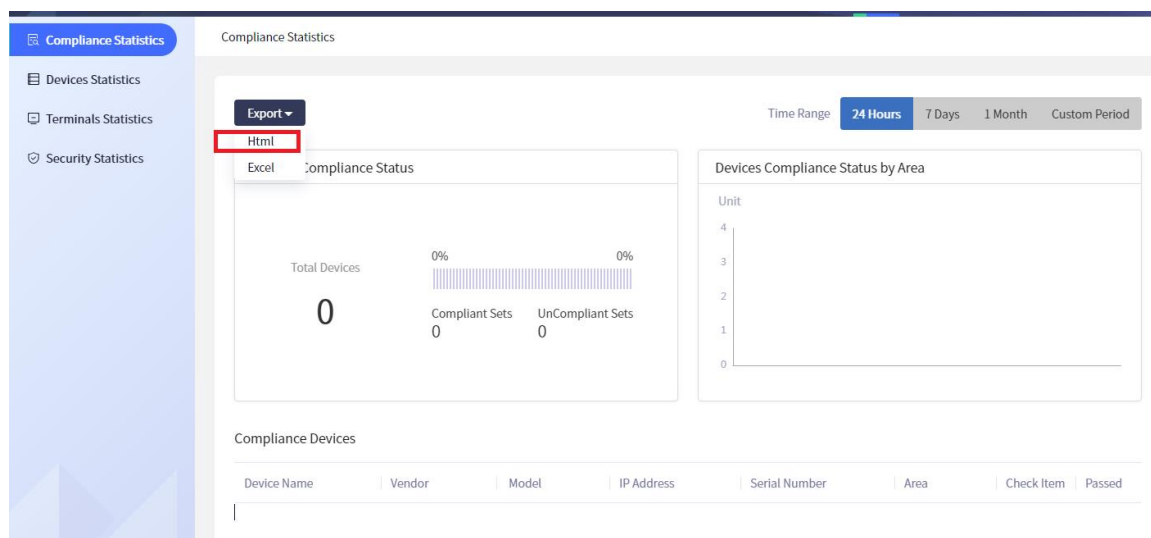 Compliance Statistics
Devices Statistics
Terminals Statistics
Security Statistics
Compliance Statistics
Export
Html
Excel
Time Range 24 Hours 7 Days 1 Month Custom Period
Compliance Status
Total Devices
0
0% 0%
Compliant Sets UnCompliant Sets
0 0
Devices Compliance Status by Area
Unit
4
3
2
1
0
Compliance Devices
Device Name Vendor Model IP Address Serial Number Area Check Item Passed